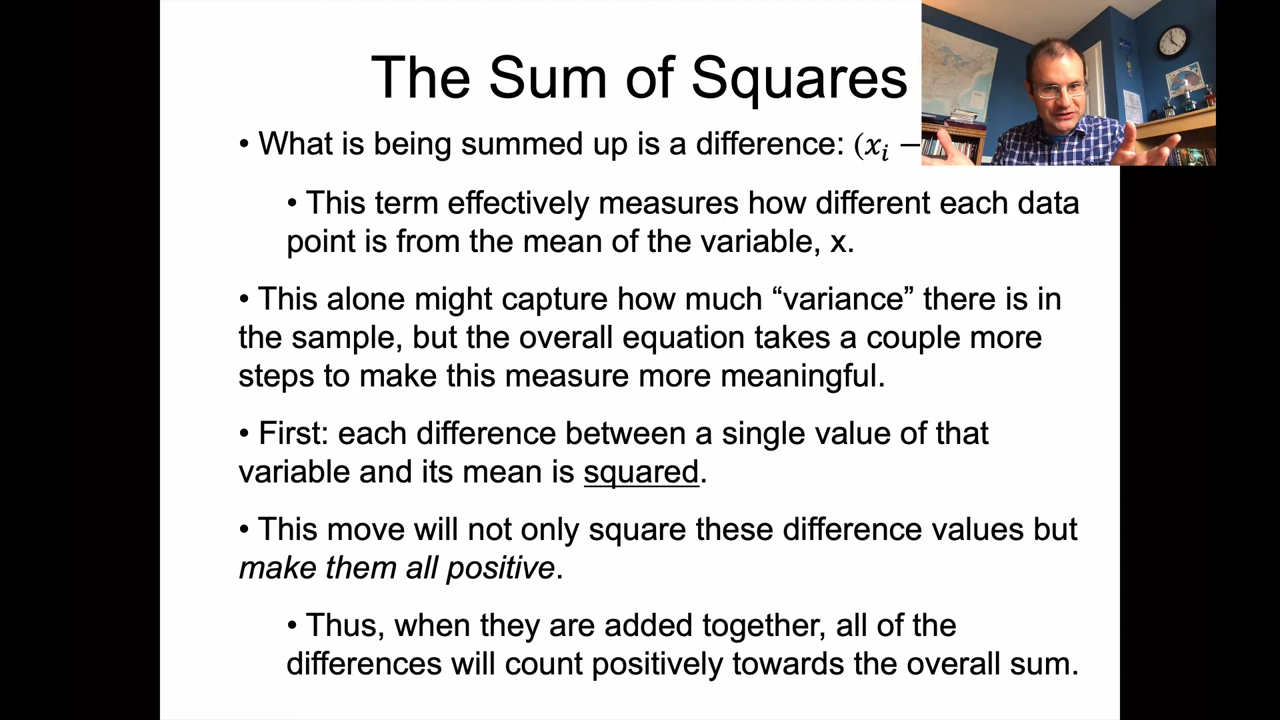 The Sum of Squares
• What is being summed up is a difference: (xᵢ −
• This term effectively measures how different each data
point is from the mean of the variable, x.
• This alone might capture how much “variance” there is in
the sample, but the overall equation takes a couple more
steps to make this measure more meaningful.
• First: each difference between a single value of that
variable and its mean is squared.
• This move will not only square these difference values but
make them all positive.
• Thus, when they are added together, all of the
differences will count positively towards the overall sum.